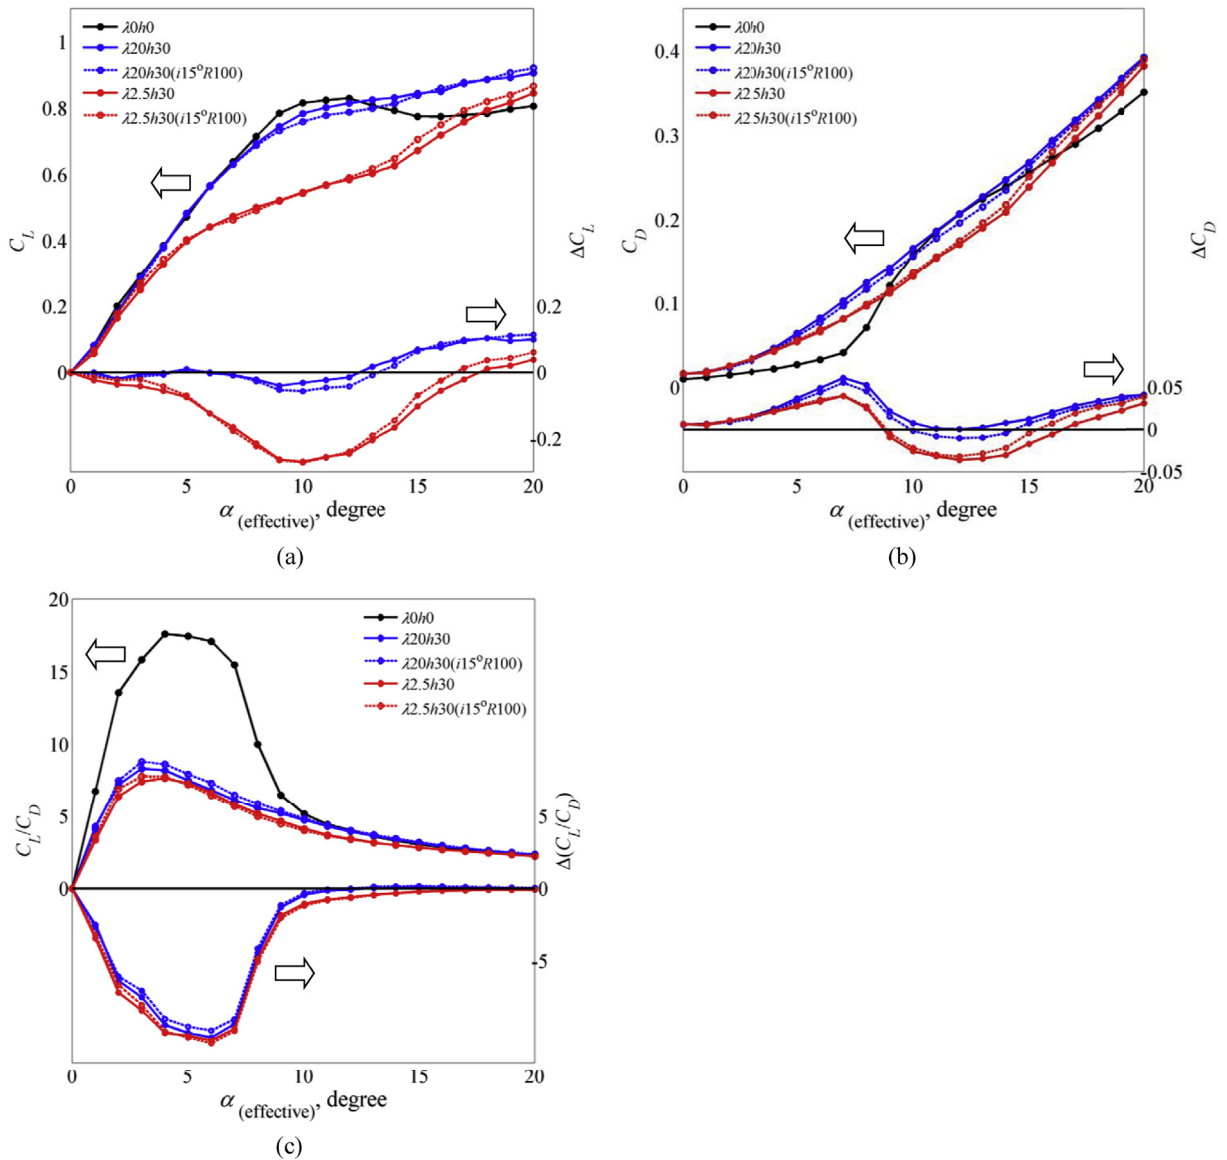 λ0h0
λ20h30
λ20h30(i15°R100)
λ2.5h30
λ2.5h30(i15°R100)
1
0.8
0.6
0.4
0.2
0
C_L
0.2
0
-0.2
ΔC_L
0 5 10 15 20
α (effective), degree
(a)
λ0h0
λ20h30
λ20h30(i15°R100)
λ2.5h30
λ2.5h30(i15°R100)
0.4
0.3
0.2
0.1
0
C_D
0.05
0
-0.05
ΔC_D
0 5 10 15 20
α (effective), degree
(b)
λ0h0
λ20h30
λ20h30(i15°R100)
λ2.5h30
λ2.5h30(i15°R100)
20
15
10
5
0
C_L/C_D
5
0
-5
Δ(C_L/C_D)
0 5 10 15 20
α (effective), degree
(c)